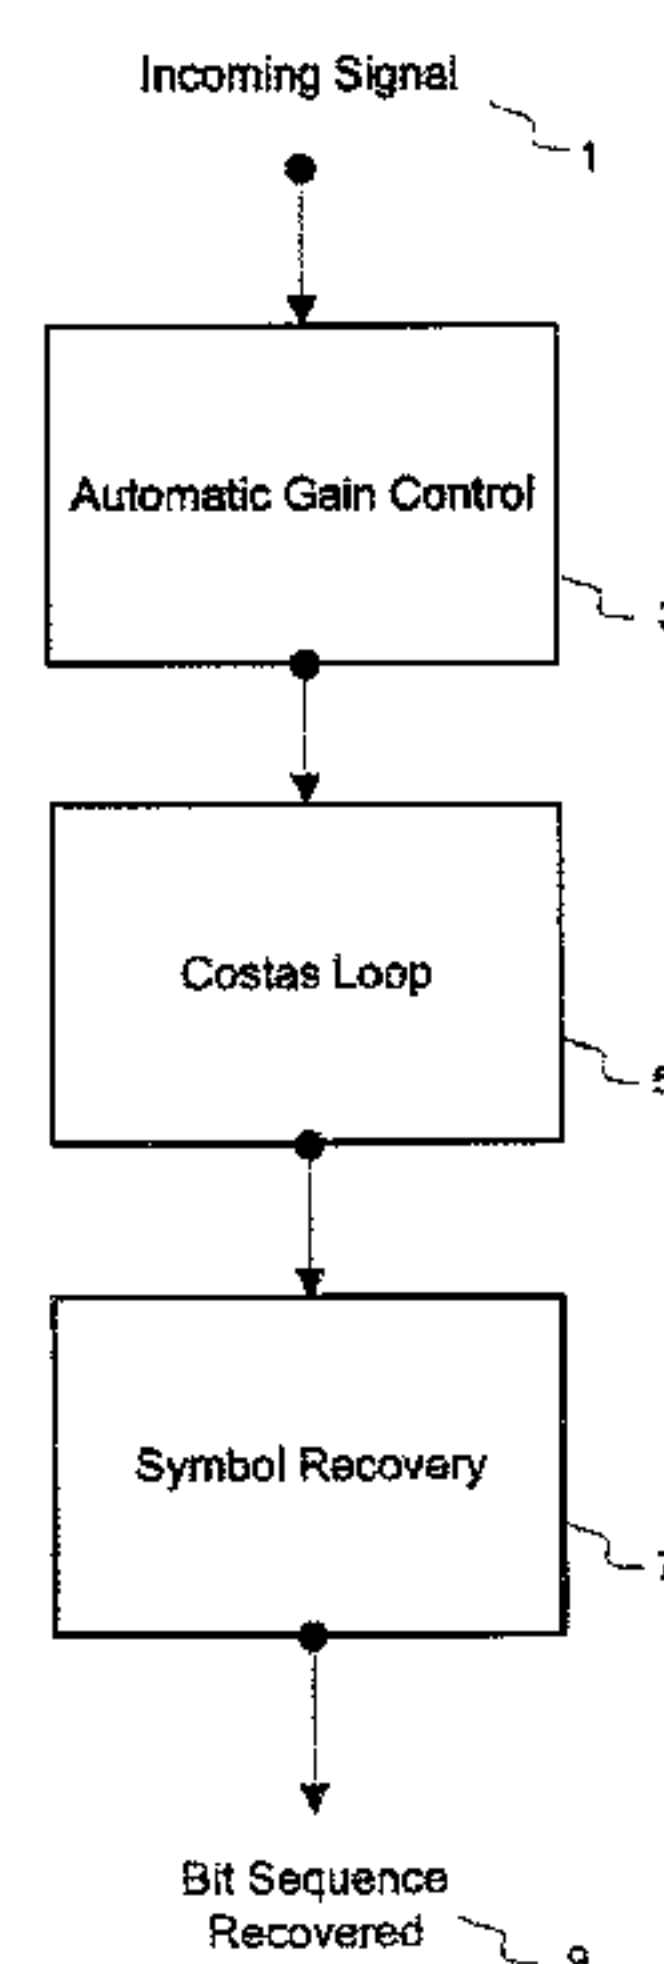 Incoming Signal
1
Automatic Gain Control
Costas Loop
Symbol Recovery
Bit Sequence
Recovered